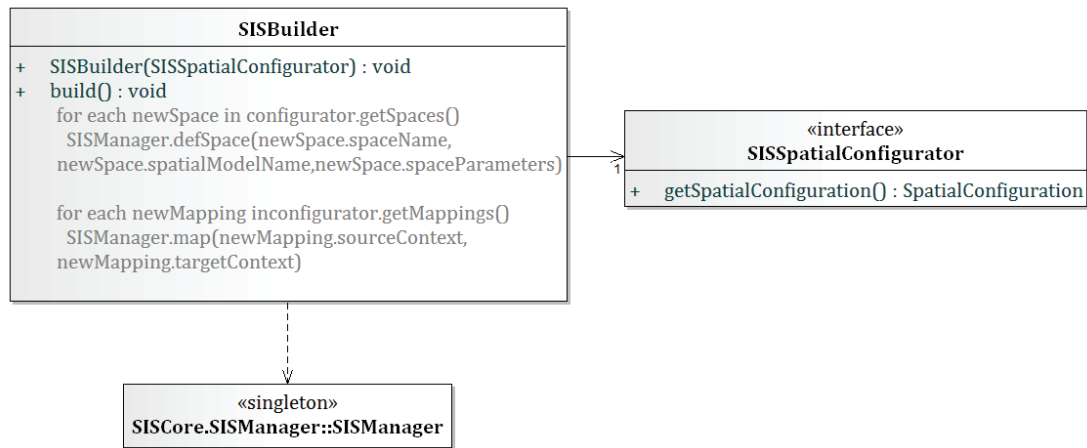 SISBuilder
+ SISBuilder(SISSpatialConfigurator) : void
+ build() : void
for each newSpace in configurator.getSpaces()
SISManager.defSpace(newSpace.spaceName,
newSpace.spatialModelName,newSpace.spaceParameters)
for each newMapping inconfigurator.getMappings()
SISManager.map(newMapping.sourceContext,
newMapping.targetContext)
1
«interface»
SISSpatialConfigurator
+ getSpatialConfiguration() : SpatialConfiguration
«singleton»
SISCore.SISManager::SISManager